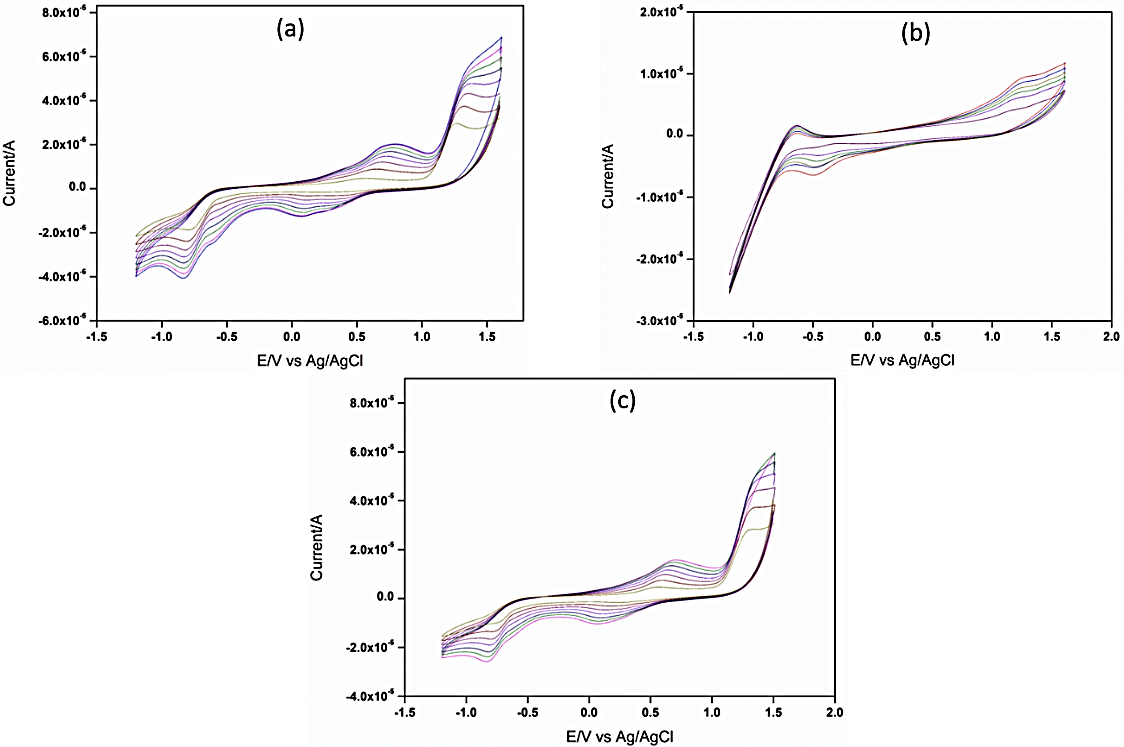 (a)
8.0x10⁻⁵
6.0x10⁻⁵
4.0x10⁻⁵
2.0x10⁻⁵
0.0
-2.0x10⁻⁵
-4.0x10⁻⁵
-6.0x10⁻⁵
Current/A
-1.5 -1.0 -0.5 0.0 0.5 1.0 1.5
E/V vs Ag/AgCl
(b)
2.0x10⁻⁵
1.0x10⁻⁵
0.0
-1.0x10⁻⁵
-2.0x10⁻⁵
-3.0x10⁻⁵
Current/A
-1.5 -1.0 -0.5 0.0 0.5 1.0 1.5 2.0
E/V vs Ag/AgCl
(c)
8.0x10⁻⁵
6.0x10⁻⁵
4.0x10⁻⁵
2.0x10⁻⁵
0.0
-2.0x10⁻⁵
-4.0x10⁻⁵
Current/A
-1.5 -1.0 -0.5 0.0 0.5 1.0 1.5 2.0
E/V vs Ag/AgCl